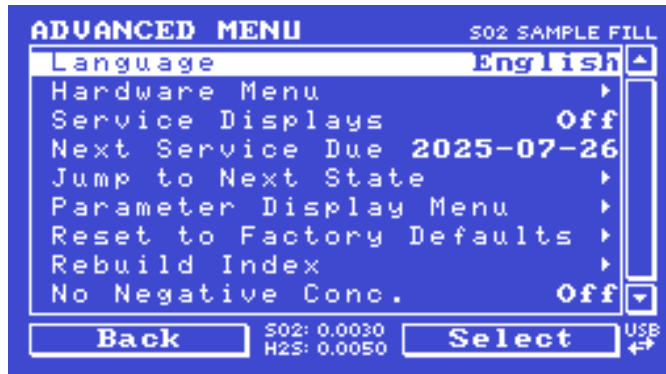 ADVANCED MENU SO2 SAMPLE FILL
Language English
Hardware Menu
Service Displays Off
Next Service Due 2025-07-26
Jump to Next State
Parameter Display Menu
Reset to Factory Defaults
Rebuild Index
No Negative Conc. Off
Back SO2: 0.0030 Select USB
H2S: 0.0050